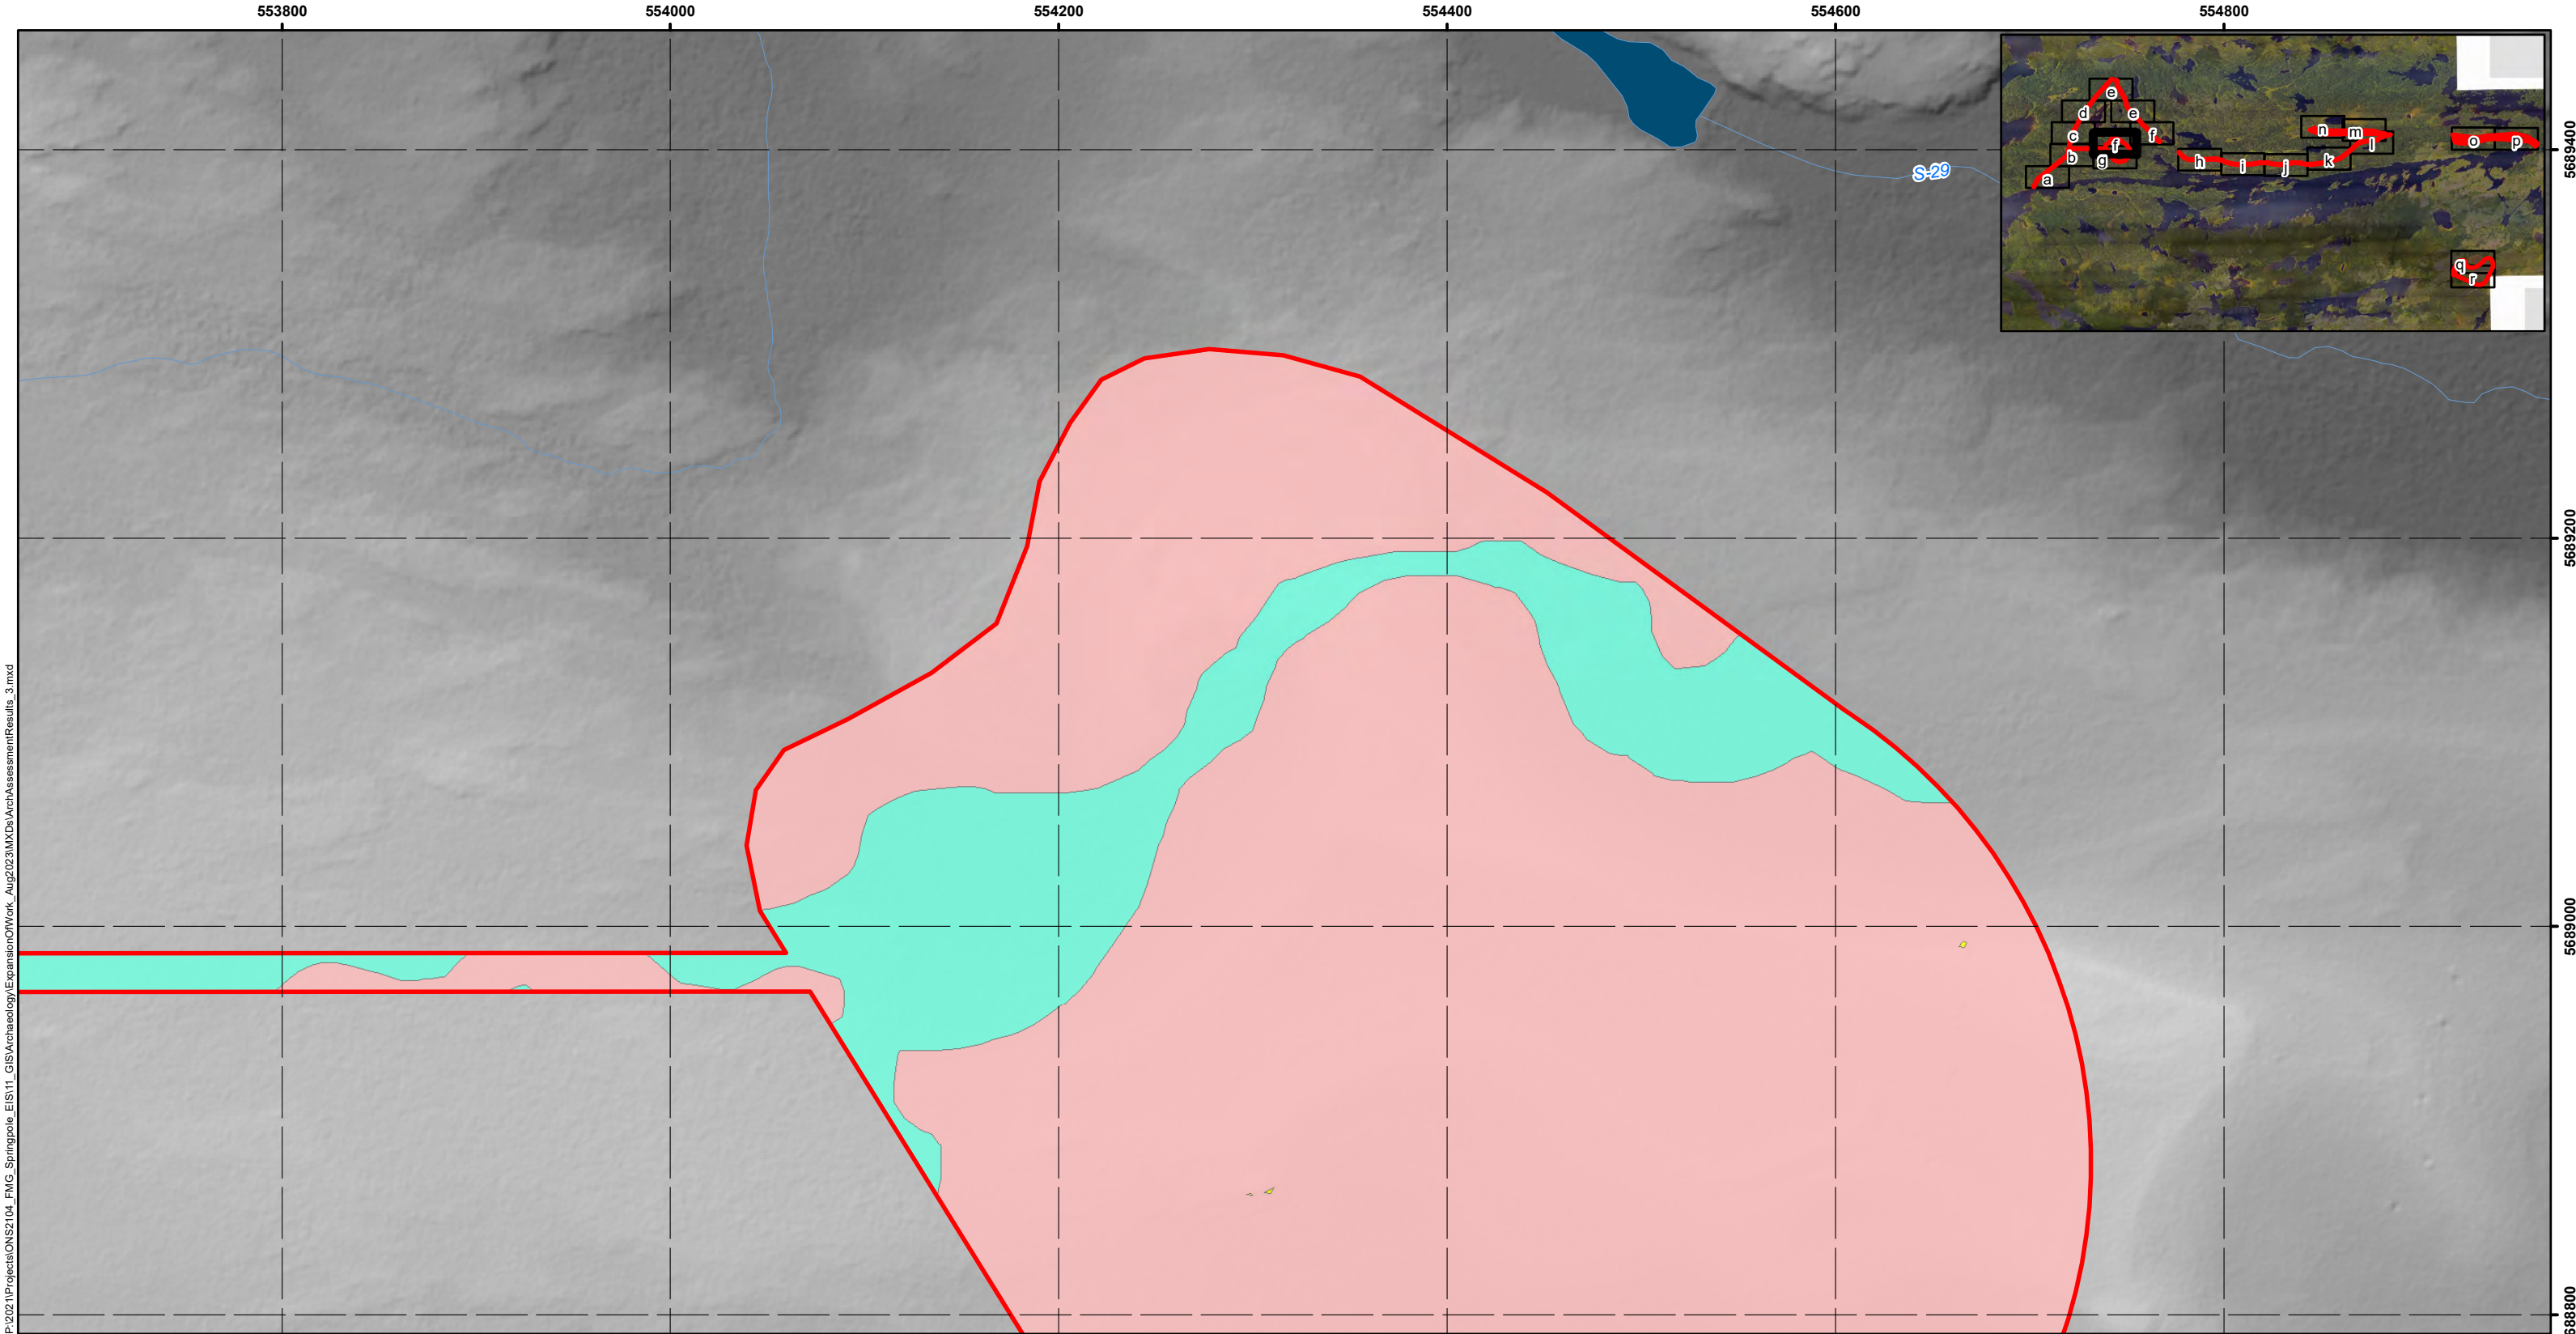 553800 554000 554200 554400 554600 554800
e
d e
c f
b f
g
a
n m
l
h i j k
o p
q
r
S-29
5689400
5689200
5689000
P:\2021\Projects\ONS2104_FMG_Springpole_EIS\11_GIS\Archaeology\ExpansionOfWork_Aug2023\MXDs\ArchAssessmentResults_3.mxd